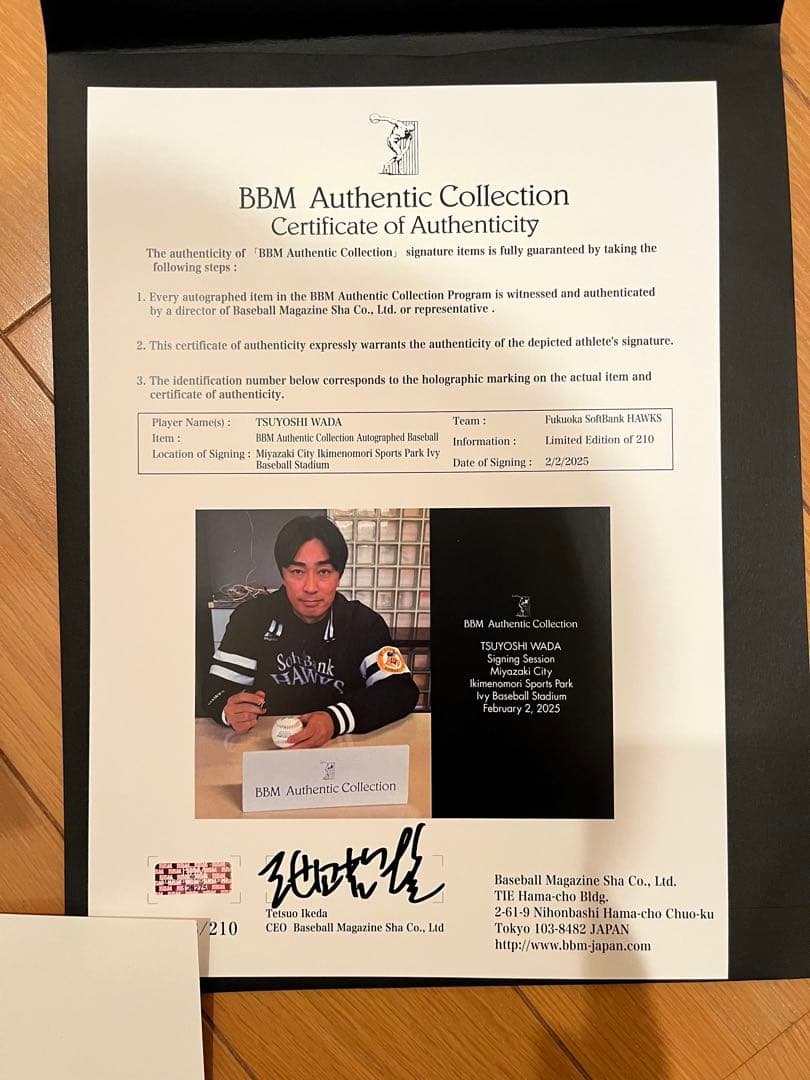 BBM Authentic Collection
Certificate of Authenticity
The authenticity of 「BBM Authentic Collection」 signature items is fully guaranteed by taking the
following steps :
1. Every autographed item in the BBM Authentic Collection Program is witnessed and authenticated
by a director of Baseball Magazine Sha Co., Ltd. or representative .
2. This certificate of authenticity expressly warrants the authenticity of the depicted athlete's signature.
3. The identification number below corresponds to the holographic marking on the actual item and
certificate of authenticity.
Player Name(s) : TSUYOSHI WADA
Item : BBM Authentic Collection Autographed Baseball
Location of Signing : Miyazaki City Ikimenomori Sports Park Ivy
Baseball Stadium
Team : Fukuoka SoftBank HAWKS
Information : Limited Edition of 210
Date of Signing : 2/2/2025
SoftBank
HAWKS
BBM Authentic Collection
BBM Authentic Collection
TSUYOSHI WADA
Signing Session
Miyazaki City
Ikimenomori Sports Park
Ivy Baseball Stadium
February 2, 2025
/210
Tetsuo Ikeda
CEO Baseball Magazine Sha Co., Ltd
Baseball Magazine Sha Co., Ltd.
TIE Hama-cho Bldg.
2-61-9 Nihonbashi Hama-cho Chuo-ku
Tokyo 103-8482 JAPAN
http://www.bbm-japan.com